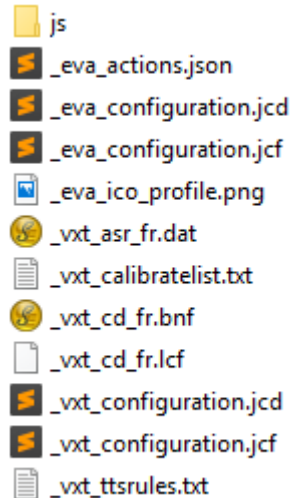 js
_eva_actions.json
_eva_configuration.jcd
_eva_configuration.jcf
_eva_ico_profile.png
_vxt_asr_fr.dat
_vxt_calibratelist.txt
_vxt_cd_fr.bnf
_vxt_cd_fr.lcf
_vxt_configuration.jcd
_vxt_configuration.jcf
_vxt_ttsrules.txt